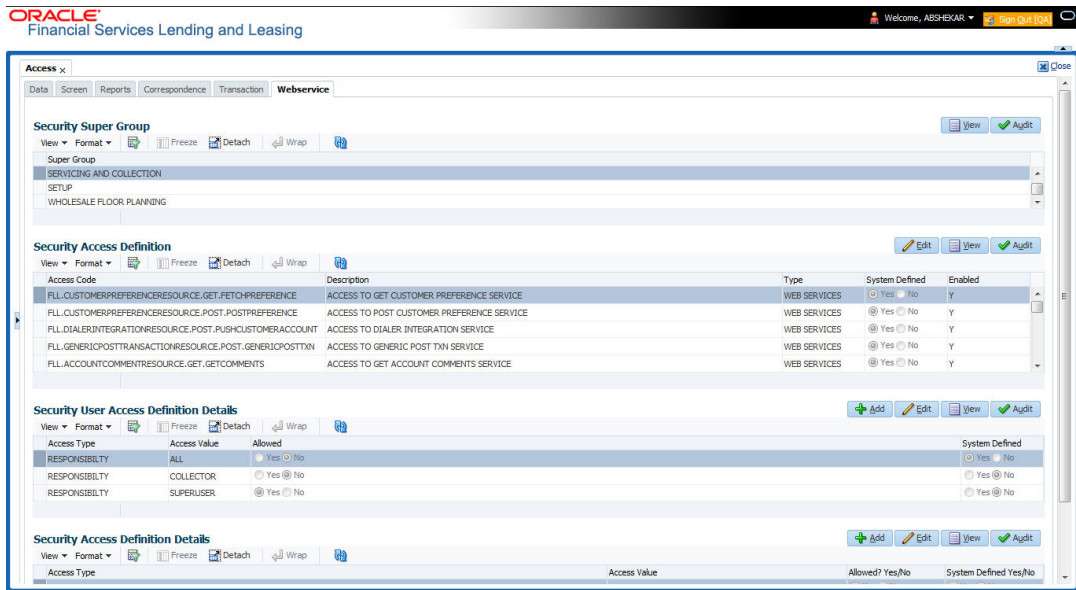 ORACLE
Financial Services Lending and Leasing
Welcome, ABSHEKAR
Sign Out [QA]
Access x
Close
Data Screen Reports Correspondence Transaction Webservice
Security Super Group
View Audit
View Format Freeze Detach Wrap
Super Group
SERVICING AND COLLECTION
SETUP
WHOLESALE FLOOR PLANNING
Security Access Definition
Edit View Audit
View Format Freeze Detach Wrap
Access Code Description Type System Defined Enabled
FLL.CUSTOMERPREFERENCERESOURCE.GET.FETCHPREFERENCE ACCESS TO GET CUSTOMER PREFERENCE SERVICE WEB SERVICES Yes No Y
FLL.CUSTOMERPREFERENCERESOURCE.POST.POSTPREFERENCE ACCESS TO POST CUSTOMER PREFERENCE SERVICE WEB SERVICES Yes No Y
FLL.DIALERINTEGRATIONRESOURCE.POST.PUSHCUSTOMERACCOUNT ACCESS TO DIALER INTEGRATION SERVICE WEB SERVICES Yes No Y
FLL.GENERICPOSTTRANSACTIONRESOURCE.POST.GENERICPOSTTXN ACCESS TO GENERIC POST TXN SERVICE WEB SERVICES Yes No Y
FLL.ACCOUNTCOMMENTRESOURCE.GET.GETCOMMENTS ACCESS TO GET ACCOUNT COMMENTS SERVICE WEB SERVICES Yes No Y
Security User Access Definition Details
Add Edit View Audit
View Format Freeze Detach Wrap
Access Type Access Value Allowed System Defined
RESPONSIBILTY ALL Yes No Yes No
RESPONSIBILTY COLLECTOR Yes No Yes No
RESPONSIBILTY SUPERUSER Yes No Yes No
Security Access Definition Details
Add Edit View Audit
View Format Freeze Detach Wrap
Access Type Access Value Allowed? Yes/No System Defined Yes/No